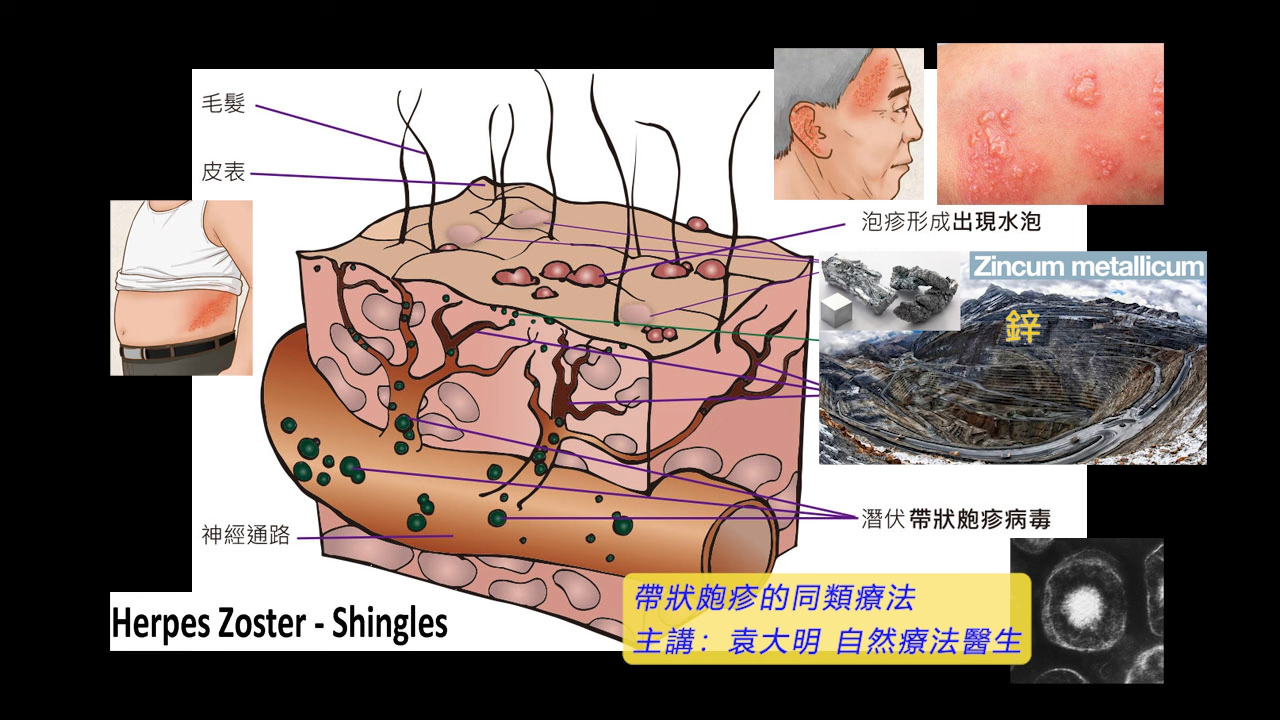 毛髮
皮表
泡疹形成出現水泡
Zincum metallicum
鋅
神經通路
潛伏帶狀皰疹病毒
Herpes Zoster - Shingles
帶狀皰疹的同類療法
主講：袁大明 自然療法醫生